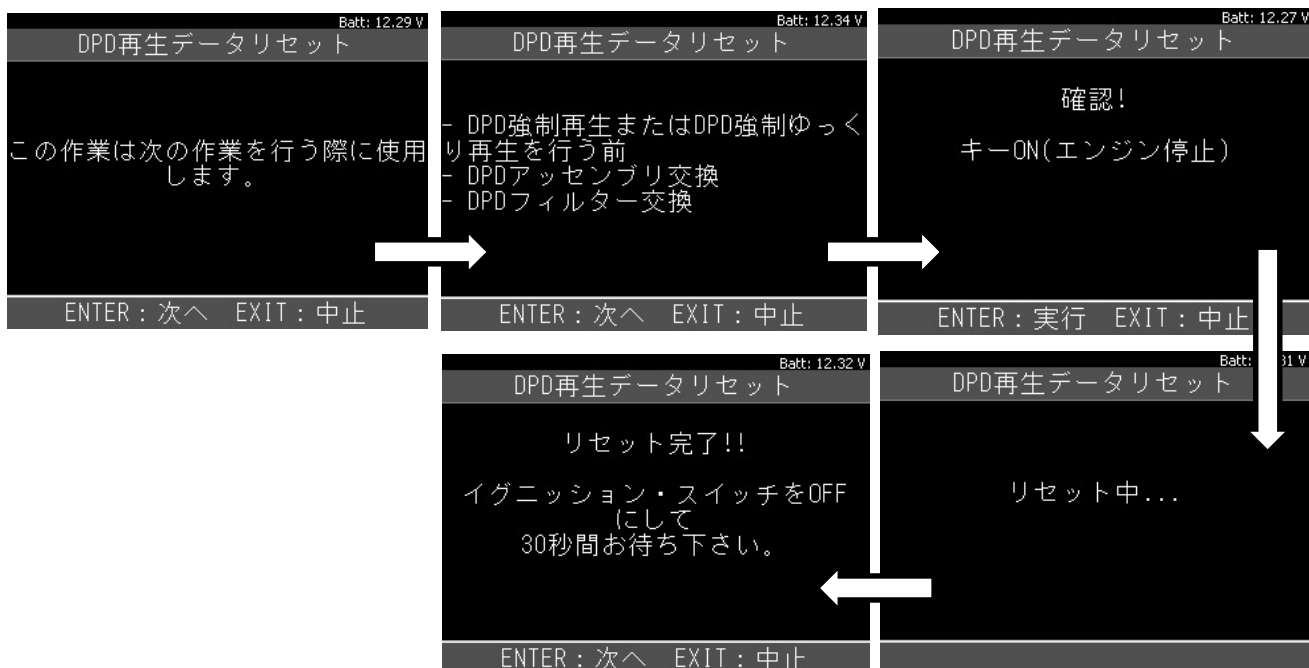 Batt: 12.29 V
DPD再生データリセット
この作業は次の作業を行う際に使用
します。
ENTER：次へ EXIT：中止
Batt: 12.34 V
DPD再生データリセット
- DPD強制再生またはDPD強制ゆっく
り再生を行う前
- DPDアッセンブリ交換
- DPDフィルター交換
ENTER：次へ EXIT：中止
Batt: 12.27 V
DPD再生データリセット
確認!
キーON(エンジン停止)
ENTER：実行 EXIT：中止
Batt: 31 V
DPD再生データリセット
リセット中...
Batt: 12.32 V
DPD再生データリセット
リセット完了!!
イグニッション・スイッチをOFF
にして
30秒間お待ち下さい。
ENTER：次へ EXIT：中止